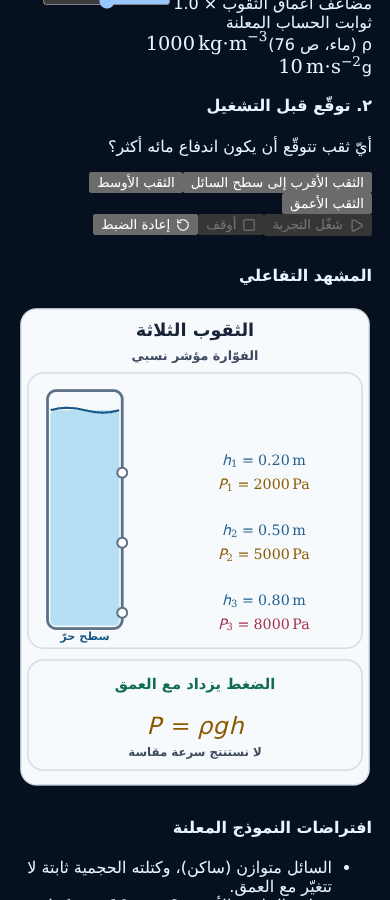 مضاعف أعماق الثقوب × 1.0
ثوابت الحساب المعلنة
ρ (ماء، ص 76) 1000 kg·m⁻³
g 10 m·s⁻²
٢. توقّع قبل التشغيل
أيّ ثقب تتوقّع أن يكون اندفاع مائه أكثر؟
الثقب الأقرب إلى سطح السائل الثقب الأوسط
الثقب الأعمق
شغّل التجربة أوقف إعادة الضبط
المشهد التفاعلي
الثقوب الثلاثة
الفوّارة مؤشر نسبي
h₁ = 0.20 m
P₁ = 2000 Pa
h₂ = 0.50 m
P₂ = 5000 Pa
h₃ = 0.80 m
P₃ = 8000 Pa
سطح حرّ
الضغط يزداد مع العمق
P = ρgh
لا نستنتج سرعة مقاسة
افتراضات النموذج المعلنة
• السائل متوازن (ساكن)، وكتلته الحجمية ثابتة لا
تتغيّر مع العمق.